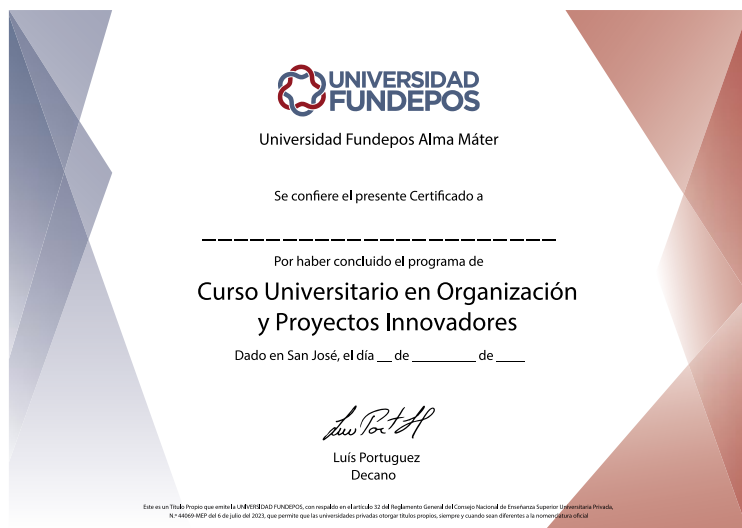 UNIVERSIDAD
FUNDEPOS
Universidad Fundepos Alma Máter
Se confiere el presente Certificado a
Por haber concluido el programa de
Curso Universitario en Organización
y Proyectos Innovadores
Dado en San José, el día __ de ________ de ____
Luís Portuguez
Decano
Este es un Título Propio que emite la UNIVERSIDAD FUNDEPOS, con respaldo en el artículo 32 del Reglamento General del Consejo Nacional de Enseñanza Superior Universitaria Privada,
N.º 44069-MEP del 6 de julio del 2023, que permite que las universidades privadas otorgar títulos propios, siempre y cuando sean diferentes a la nomenclatura oficial